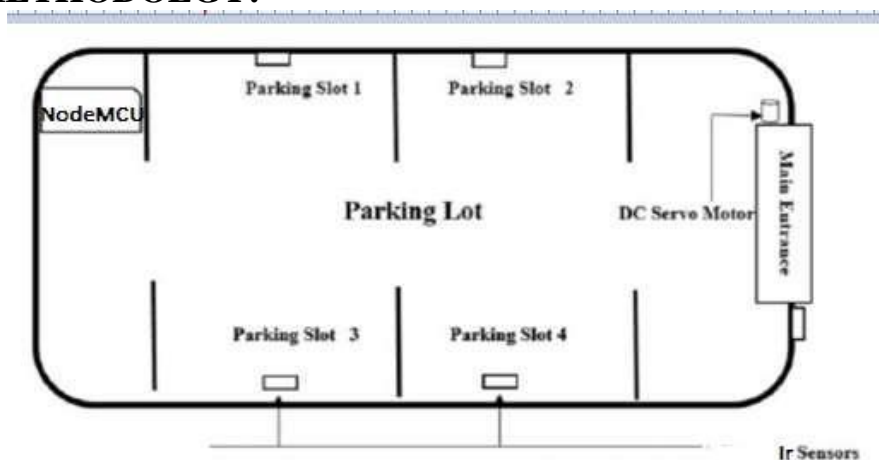 Parking Slot 1
Parking Slot 2
NodeMCU
Main Entrance
Parking Lot
DC Servo Motor
Parking Slot 3
Parking Slot 4
Ir Sensors